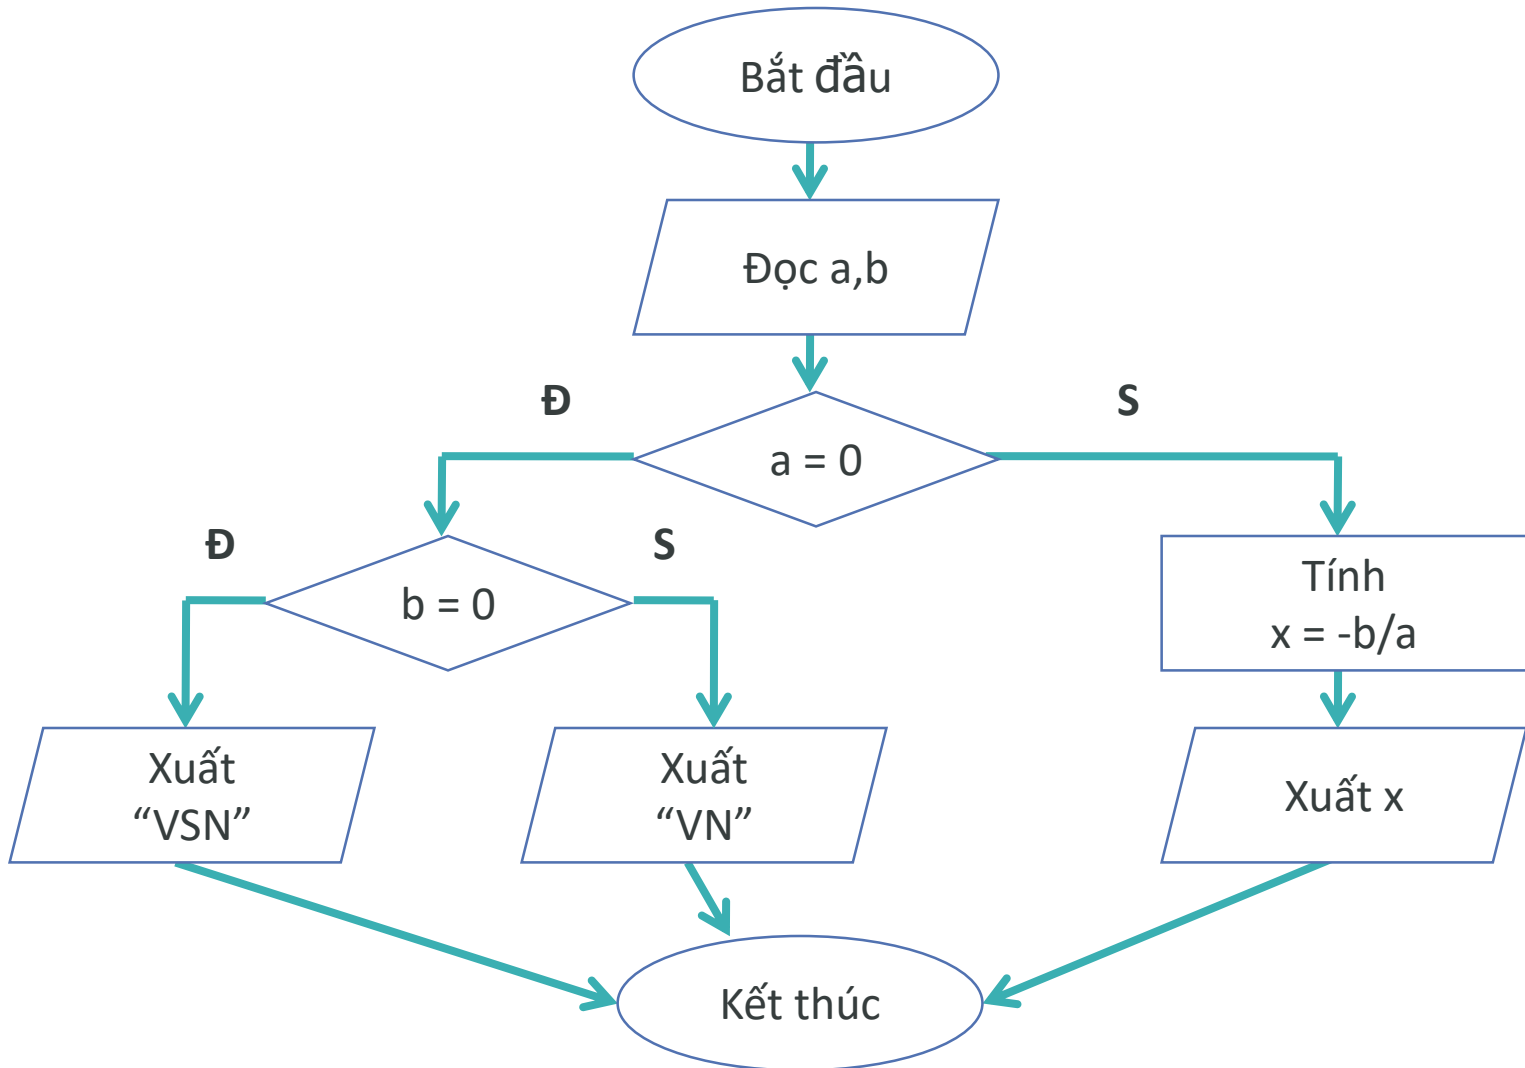 Bắt đầu
Đọc a,b
Đ
S
a = 0
Đ
S
b = 0
Tính
x = -b/a
Xuất
“VSN”
Xuất
“VN”
Xuất x
Kết thúc